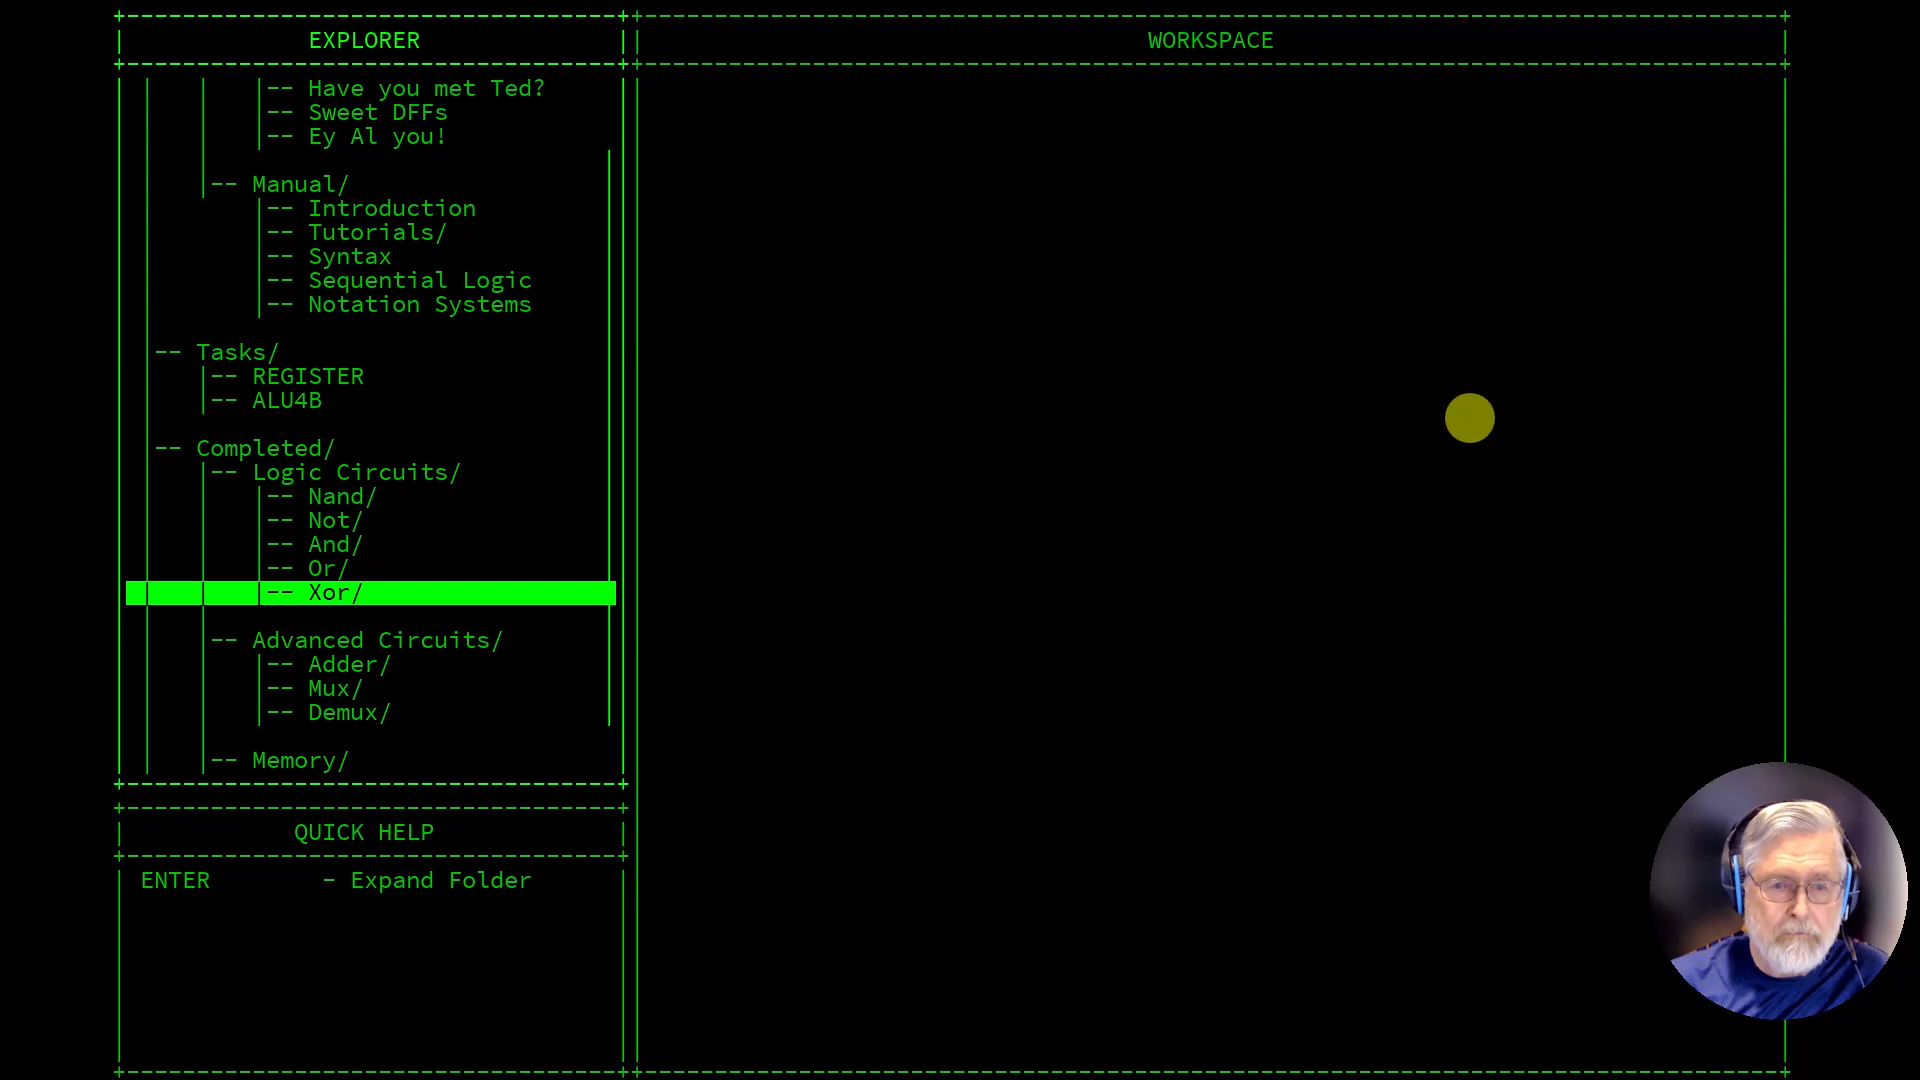 EXPLORER
WORKSPACE
|-- Have you met Ted?
|-- Sweet DFFs
|-- Ey Al you!
|-- Manual/
|-- Introduction
|-- Tutorials/
|-- Syntax
|-- Sequential Logic
|-- Notation Systems
-- Tasks/
|-- REGISTER
|-- ALU4B
-- Completed/
|-- Logic Circuits/
|-- Nand/
|-- Not/
|-- And/
|-- Or/
|-- Xor/
|-- Advanced Circuits/
|-- Adder/
|-- Mux/
|-- Demux/
|-- Memory/
QUICK HELP
ENTER - Expand Folder